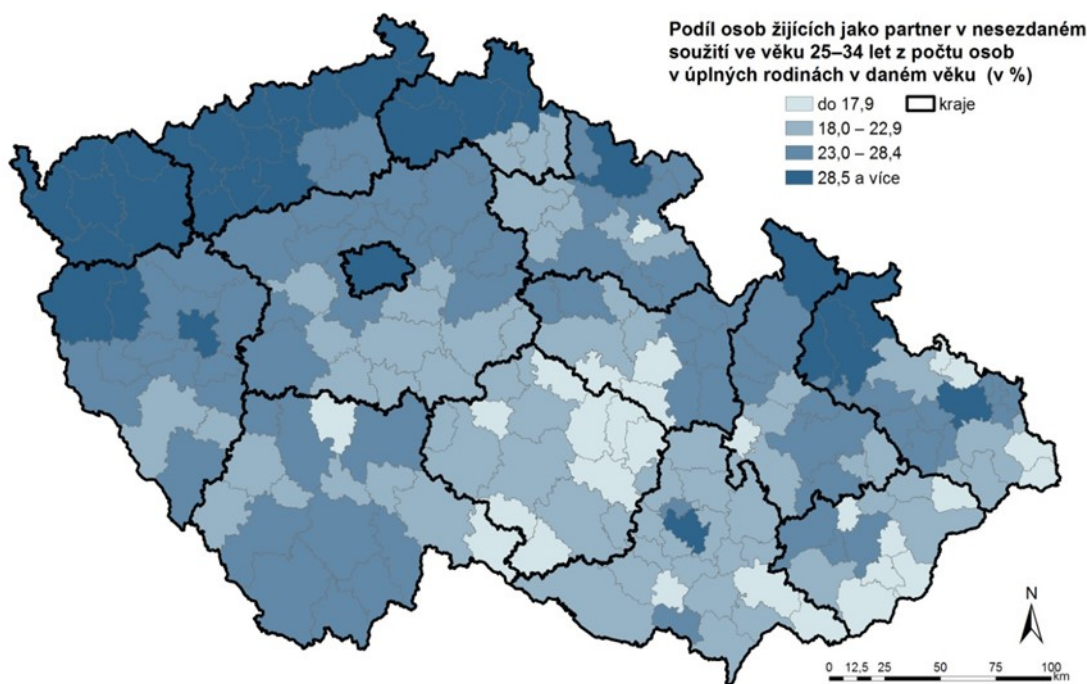 Podíl osob žijících jako partner v nesezdaném
soužití ve věku 25–34 let z počtu osob
v úplných rodinách v daném věku (v %)
do 17,9 kraje
18,0 – 22,9
23,0 – 28,4
28,5 a více
N
0 12,5 25 50 75 100
km